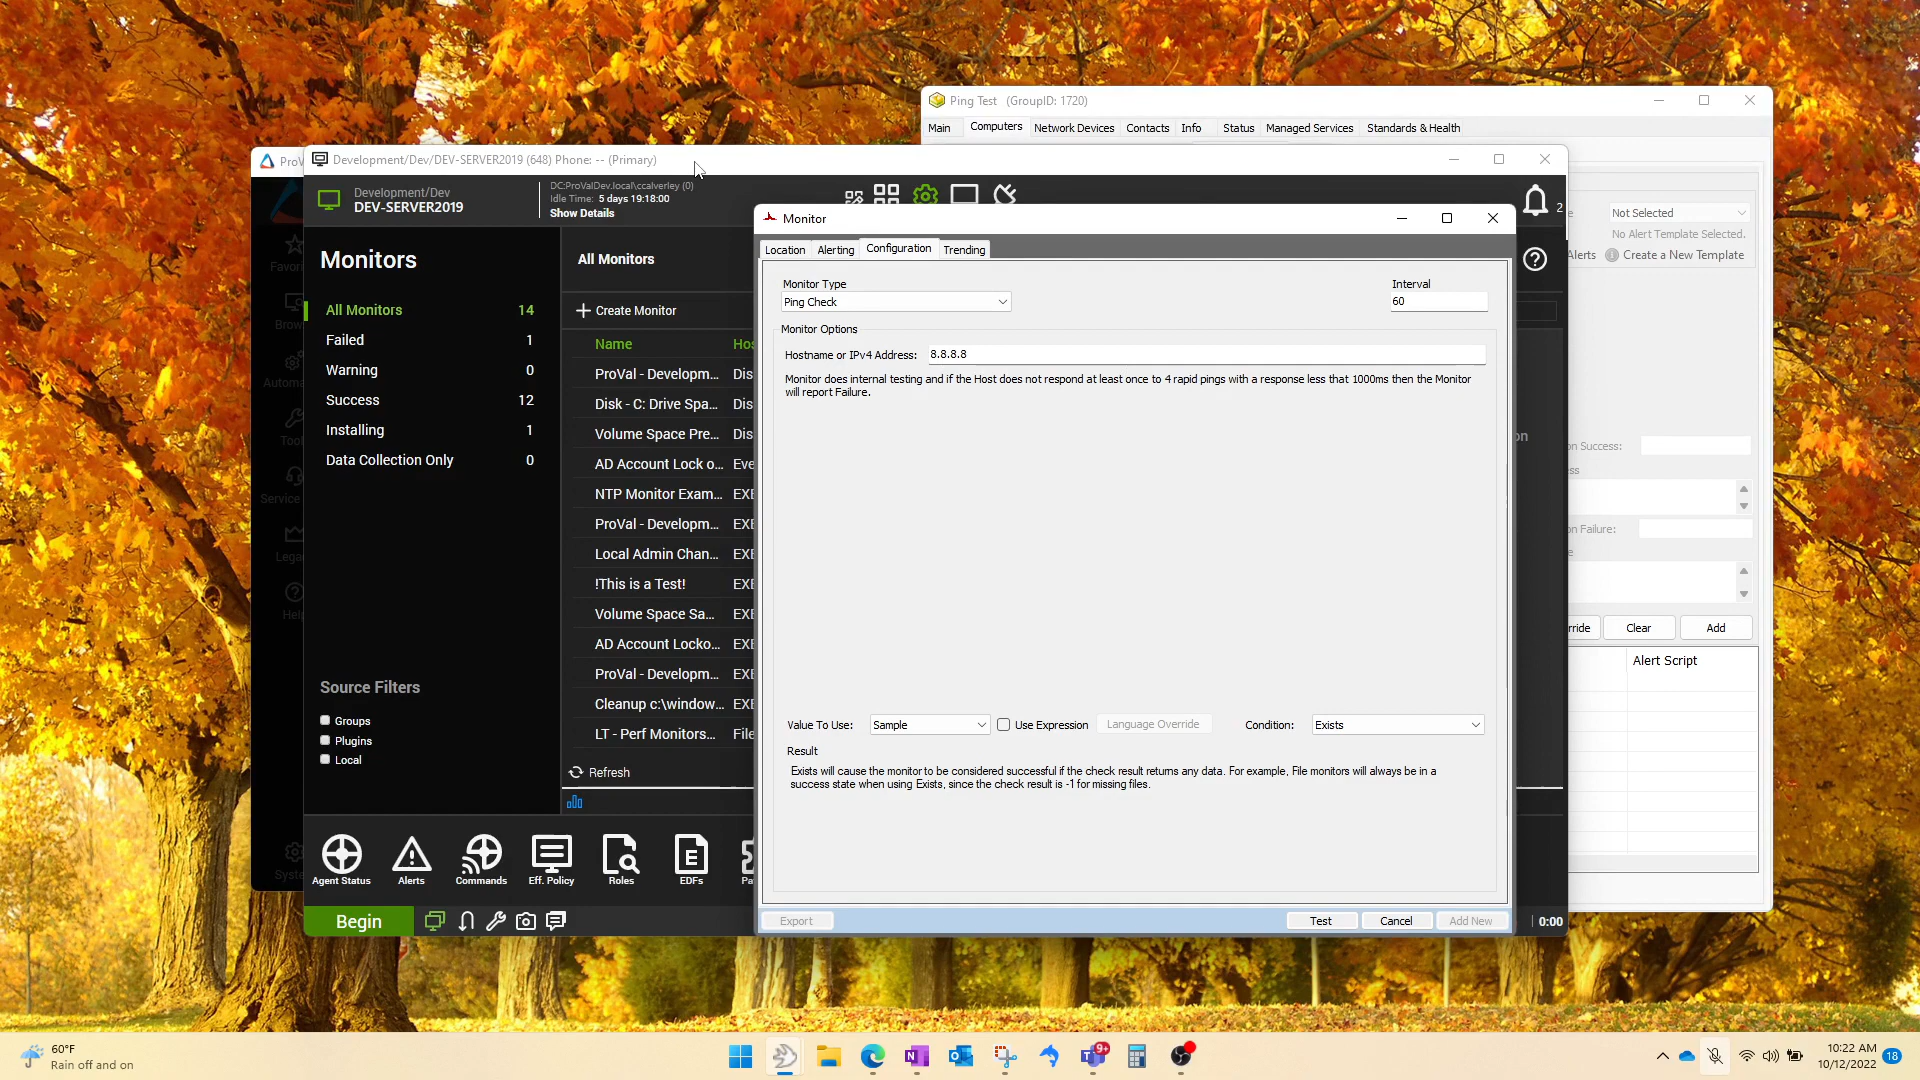 Ping Test (GroupID: 1720)
Main Computers Network Devices Contacts Info Status Managed Services Standards & Health
Development/Dev/DEV-SERVER2019 (648) Phone: -- (Primary)
Development/Dev
DEV-SERVER2019
DC:ProValDev.local\ccalverley (0)
Idle Time: 5 days 19:18:00
Show Details
2
Not Selected
No Alert Template Selected.
Alerts
Create a New Template
Monitors
All Monitors 14
Failed 1
Warning 0
Success 12
Installing 1
Data Collection Only 0
Source Filters
Groups
Plugins
Local
All Monitors
Create Monitor
Name
ProVal - Developm...
Disk - C: Drive Spa...
Volume Space Pre...
AD Account Lock o...
NTP Monitor Exam...
ProVal - Developm...
Local Admin Chan...
!This is a Test!
Volume Space Sa...
AD Account Locko...
ProVal - Developm...
Cleanup c:\window...
LT - Perf Monitors...
Refresh
Agent Status Alerts Commands Eff. Policy Roles EDFs
Begin
0:00
Monitor
Location Alerting Configuration Trending
Monitor Type
Ping Check
Interval
60
Monitor Options
Hostname or IPv4 Address: 8.8.8.8
Monitor does internal testing and if the Host does not respond at least once to 4 rapid pings with a response less that 1000ms then the Monitor
will report Failure.
Value To Use: Sample Use Expression Language Override Condition: Exists
Result
Exists will cause the monitor to be considered successful if the check result returns any data. For example, File monitors will always be in a
success state when using Exists, since the check result is -1 for missing files.
Export Test Cancel Add New
on Success:
on Failure:
Clear Add
Alert Script
60°F
Rain off and on
9+
10:22 AM
10/12/2022
18